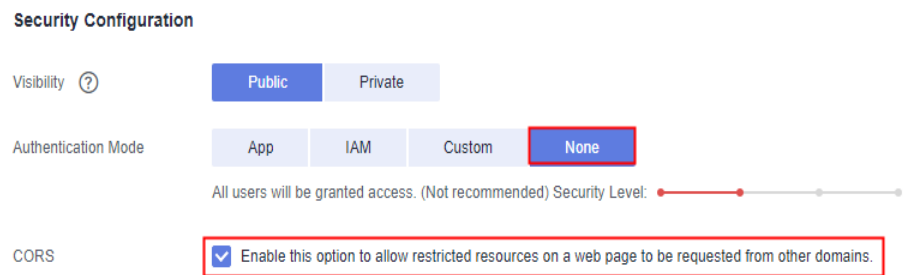 Security Configuration
Visibility ? Public Private
Authentication Mode App IAM Custom None
All users will be granted access. (Not recommended) Security Level:
CORS Enable this option to allow restricted resources on a web page to be requested from other domains.